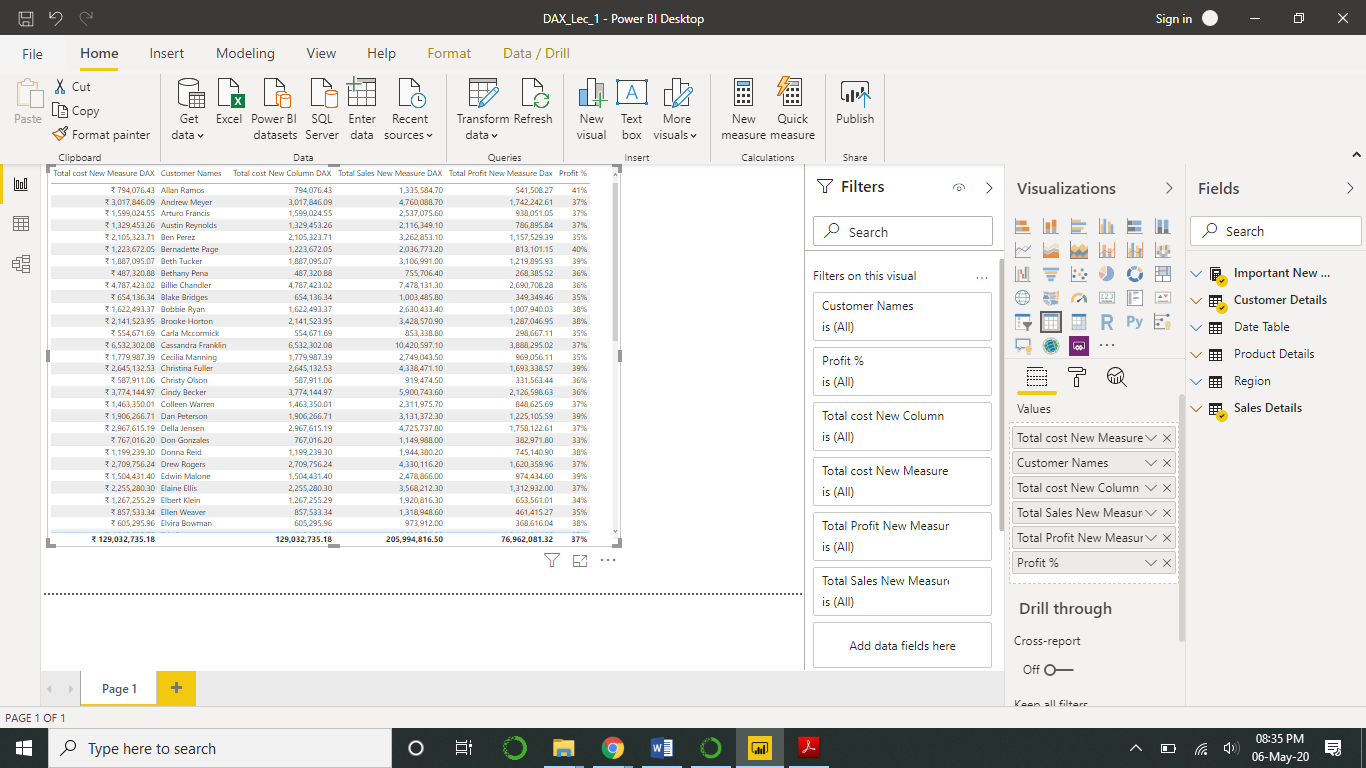 DAX_Lec_1 - Power BI Desktop
Sign in
File Home Insert Modeling View Help Format Data / Drill
Paste
Cut
Copy
Format painter
Clipboard
Get data
Excel
Power BI datasets
SQL Server
Enter data
Recent sources
Data
Transform data
Refresh
Queries
New visual
Text box
More visuals
Insert
New measure
Quick measure
Calculations
Publish
Share
Total cost New Measure DAX Customer Names Total cost New Column DAX Total Sales New Measure DAX Total Profit New Measure Dax Profit %
₹ 794,076.43 Allan Ramos 794,076.43 1,335,584.70 541,508.27 41%
₹ 3,017,846.09 Andrew Meyer 3,017,846.09 4,760,088.70 1,742,242.61 37%
₹ 1,599,024.55 Arturo Francis 1,599,024.55 2,537,075.60 938,051.05 37%
₹ 1,329,453.26 Austin Reynolds 1,329,453.26 2,116,349.10 786,895.84 37%
₹ 2,105,323.71 Ben Perez 2,105,323.71 3,262,853.10 1,157,529.39 35%
₹ 1,223,672.05 Bernadette Page 1,223,672.05 2,036,773.20 813,101.15 40%
₹ 1,887,095.07 Beth Tucker 1,887,095.07 3,106,991.00 1,219,895.93 39%
₹ 487,320.88 Bethany Pena 487,320.88 755,706.40 268,385.52 36%
₹ 4,787,423.02 Billie Chandler 4,787,423.02 7,478,131.30 2,690,708.28 36%
₹ 654,136.34 Blake Bridges 654,136.34 1,003,485.80 349,349.46 35%
₹ 1,622,493.37 Bobbie Ryan 1,622,493.37 2,630,433.40 1,007,940.03 38%
₹ 2,141,523.95 Brooke Horton 2,141,523.95 3,428,570.90 1,287,046.95 38%
₹ 554,671.69 Carla Mccormick 554,671.69 853,338.80 298,667.11 35%
₹ 6,532,302.08 Cassandra Franklin 6,532,302.08 10,420,597.10 3,888,295.02 37%
₹ 1,779,987.39 Cecilia Manning 1,779,987.39 2,749,043.50 969,056.11 35%
₹ 2,645,132.53 Christina Fuller 2,645,132.53 4,338,471.10 1,693,338.57 39%
₹ 587,911.06 Christy Olson 587,911.06 919,474.50 331,563.44 36%
₹ 3,774,144.97 Cindy Becker 3,774,144.97 5,900,743.60 2,126,598.63 36%
₹ 1,463,350.01 Colleen Warren 1,463,350.01 2,311,975.70 848,625.69 37%
₹ 1,906,266.71 Dan Peterson 1,906,266.71 3,131,372.30 1,225,105.59 39%
₹ 2,967,615.19 Della Jensen 2,967,615.19 4,725,737.80 1,758,122.61 37%
₹ 767,016.20 Don Gonzales 767,016.20 1,149,988.00 382,971.80 33%
₹ 1,199,239.30 Donna Reid 1,199,239.30 1,944,380.20 745,140.90 38%
₹ 2,709,756.24 Drew Rogers 2,709,756.24 4,330,116.20 1,620,359.96 37%
₹ 1,504,431.40 Edwin Malone 1,504,431.40 2,478,866.00 974,434.60 39%
₹ 2,255,280.30 Elaine Ellis 2,255,280.30 3,568,212.30 1,312,932.00 37%
₹ 1,267,255.29 Elbert Klein 1,267,255.29 1,920,816.30 653,561.01 34%
₹ 857,533.34 Ellen Weaver 857,533.34 1,318,948.60 461,415.27 35%
₹ 605,295.96 Elvira Bowman 605,295.96 973,912.00 368,616.04 38%
₹ 129,032,735.18 129,032,735.18 205,994,816.50 76,962,081.32 37%
Filters
Search
Filters on this visual
Customer Names
is (All)
Profit %
is (All)
Total cost New Column
is (All)
Total cost New Measure
is (All)
Total Profit New Measur
is (All)
Total Sales New Measur
is (All)
Add data fields here
Visualizations
R Py
123
Values
Total cost New Measure
Customer Names
Total cost New Column
Total Sales New Measur
Total Profit New Measur
Profit %
Drill through
Cross-report
Off
Keep all filters
Fields
Search
Important New ...
Customer Details
Date Table
Product Details
Region
Sales Details
Page 1
PAGE 1 OF 1
Type here to search
08:35 PM
06-May-20